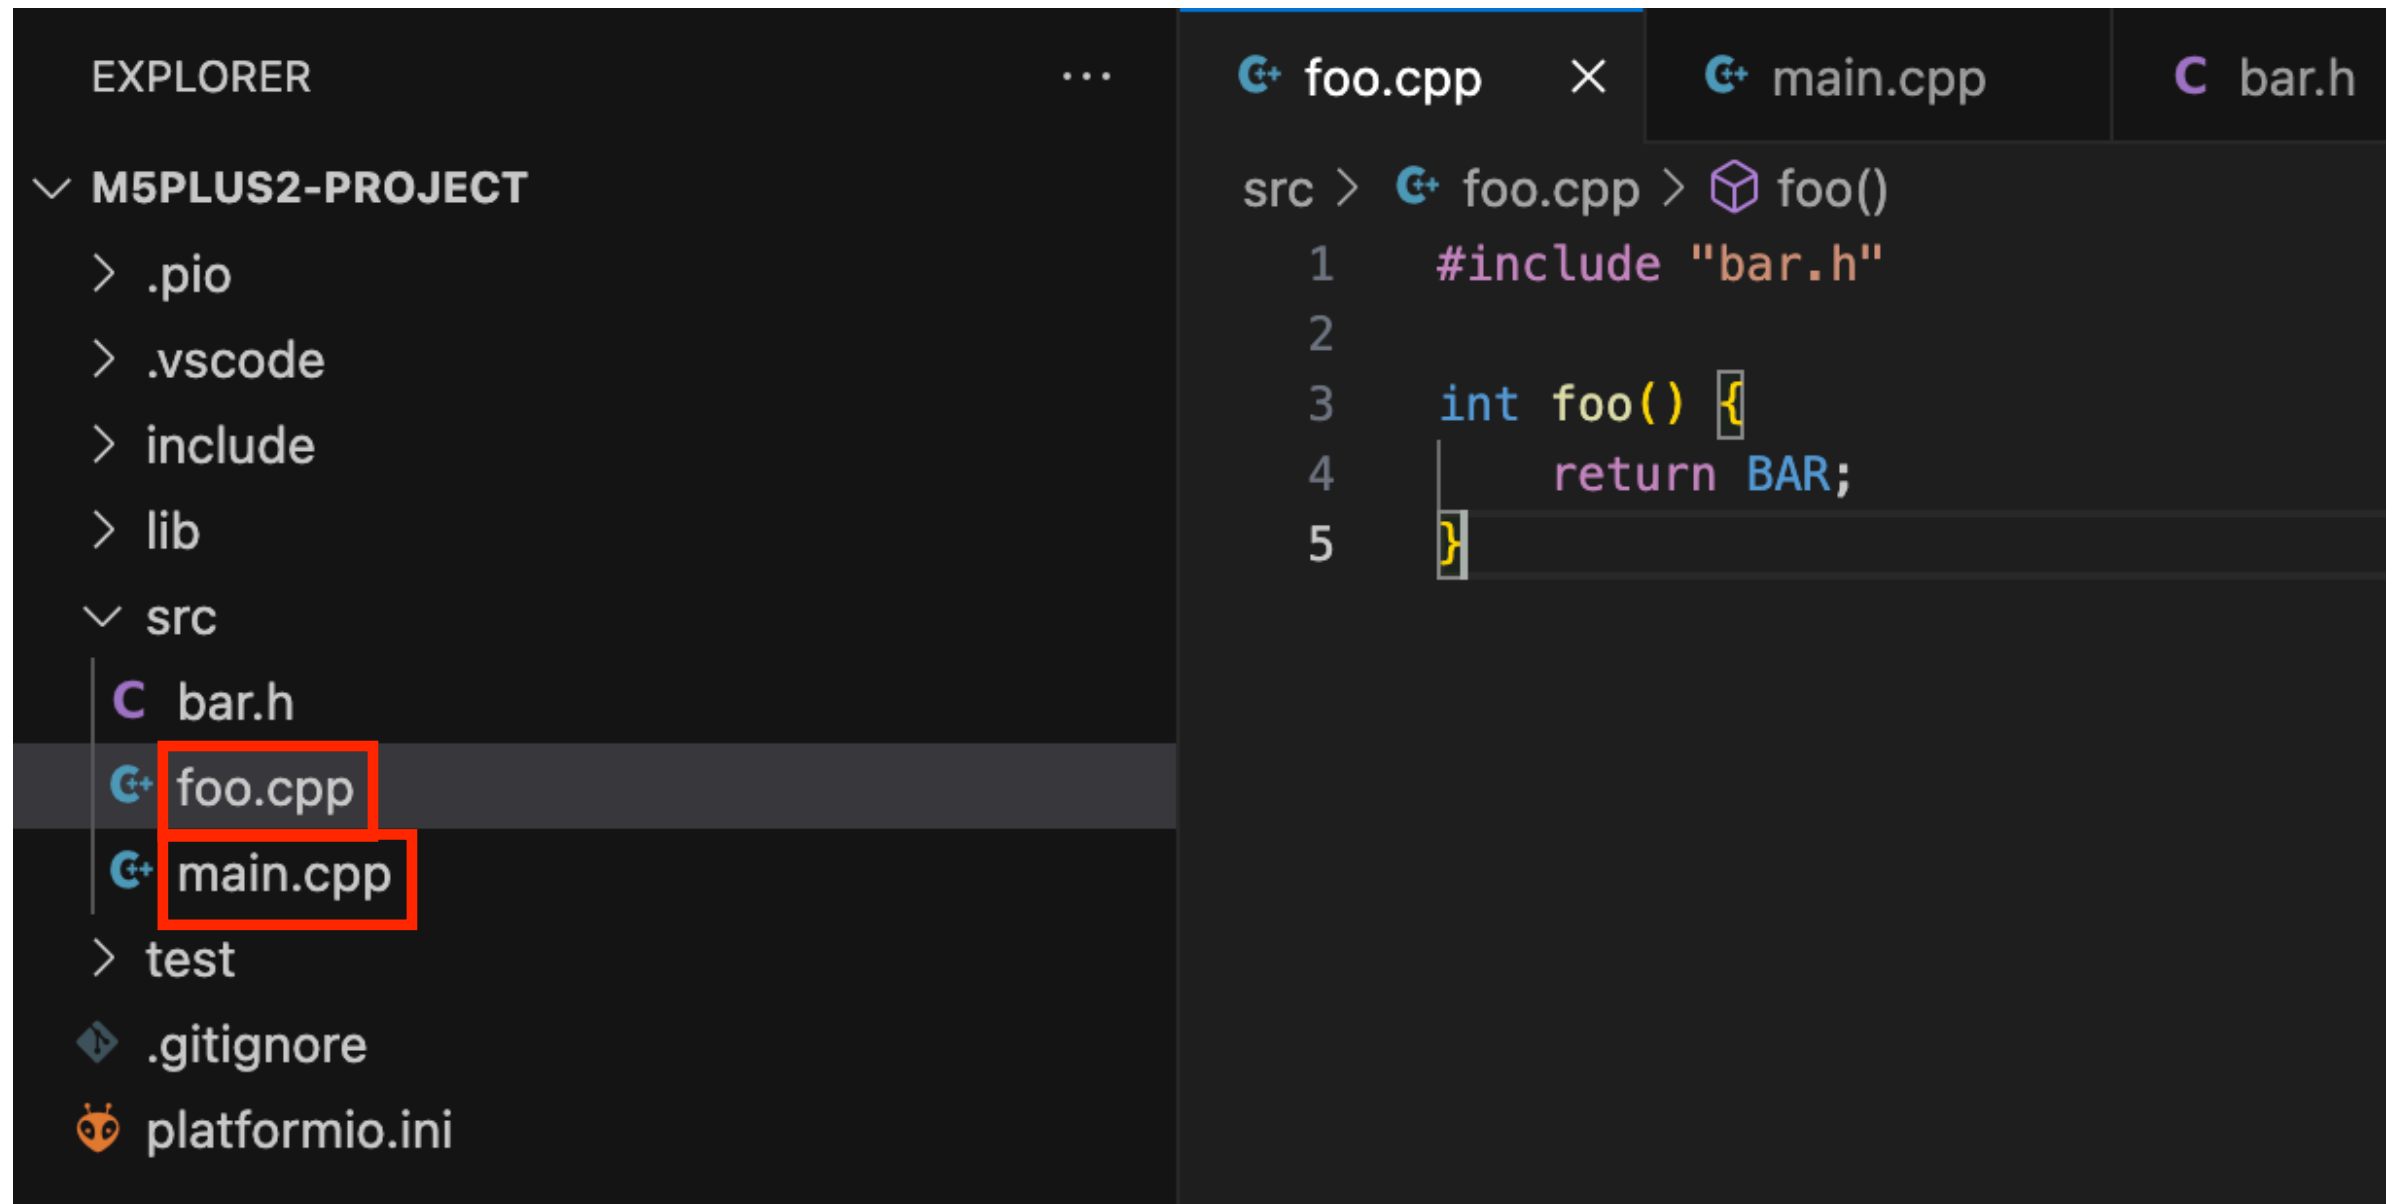 EXPLORER
M5PLUS2-PROJECT
.pio
.vscode
include
lib
src
bar.h
foo.cpp
main.cpp
test
.gitignore
platformio.ini
foo.cpp main.cpp bar.h
src > foo.cpp > foo()
1 #include "bar.h"
2
3 int foo() {
4 return BAR;
5 }